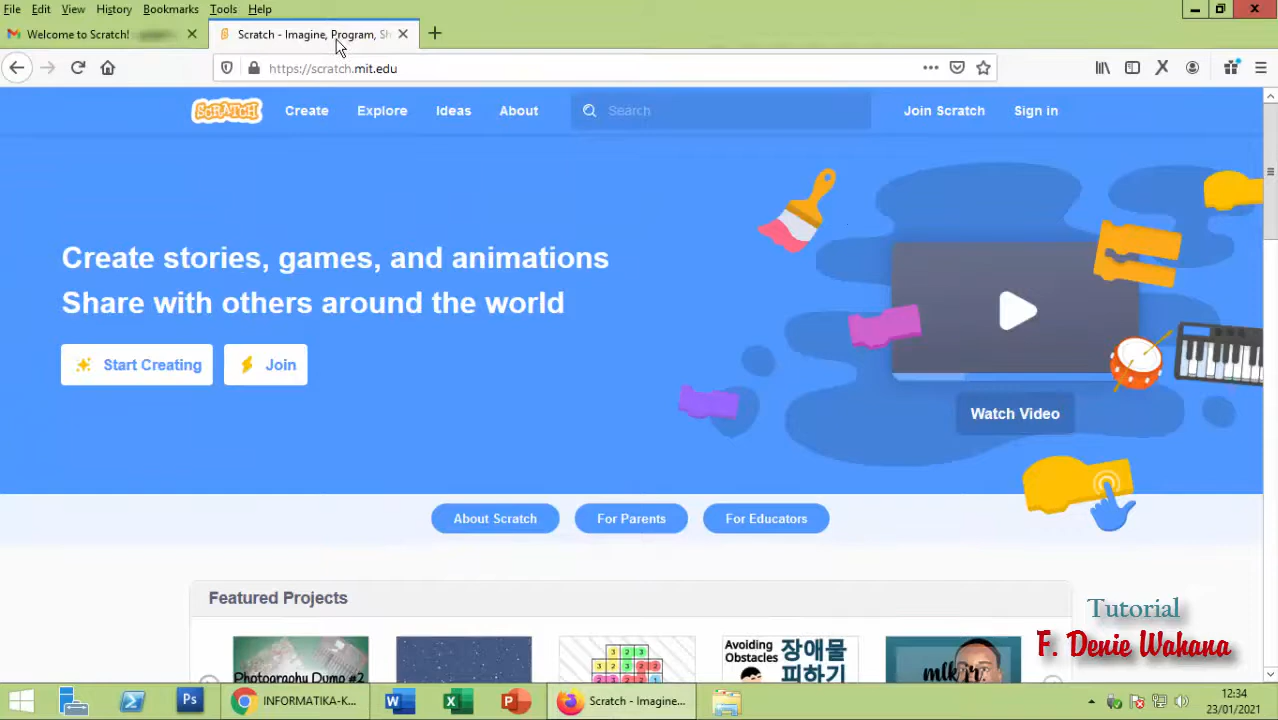 File Edit View History Bookmarks Tools Help
Welcome to Scratch!
Scratch - Imagine, Program, Sh
https://scratch.mit.edu
SCRATCH Create Explore Ideas About Search Join Scratch Sign in
Create stories, games, and animations
Share with others around the world
Start Creating Join
Watch Video
About Scratch For Parents For Educators
Featured Projects
Photography Dump #2
Avoiding
Obstacles
장애물
피하기
Tutorial
F. Denie Wahana
Ps INFORMATIKA-K... W X P Scratch - Imagine...
12:34
23/01/2021